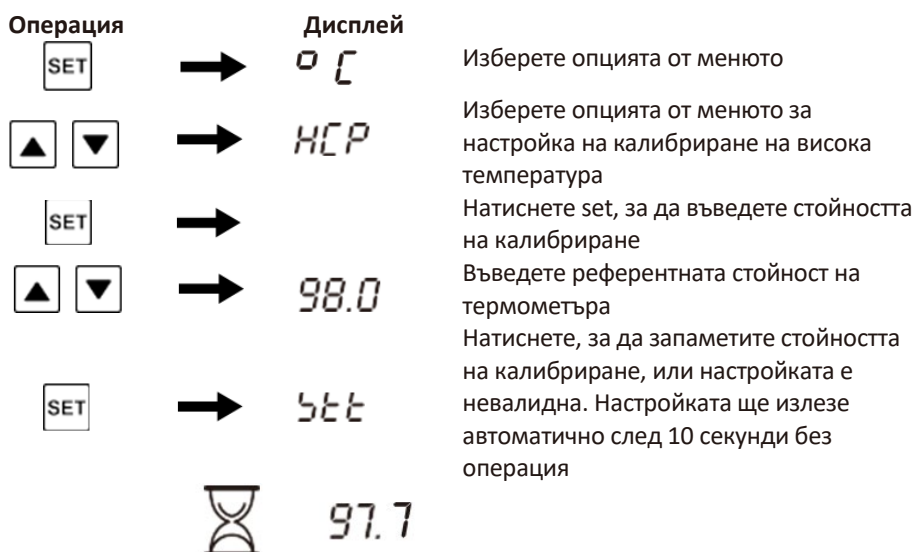 Операция Дисплей
SET °C Изберете опцията от менюто
HCP Изберете опцията от менюто за
настройка на калибриране на висока
температура
SET Натиснете set, за да въведете стойността
на калибриране
98.0 Въведете референтната стойност на
термометъра
Натиснете, за да запаметите стойността
на калибриране, или настройката е
SET Stt невалидна. Настройката ще излезе
автоматично след 10 секунди без
операция
97.7